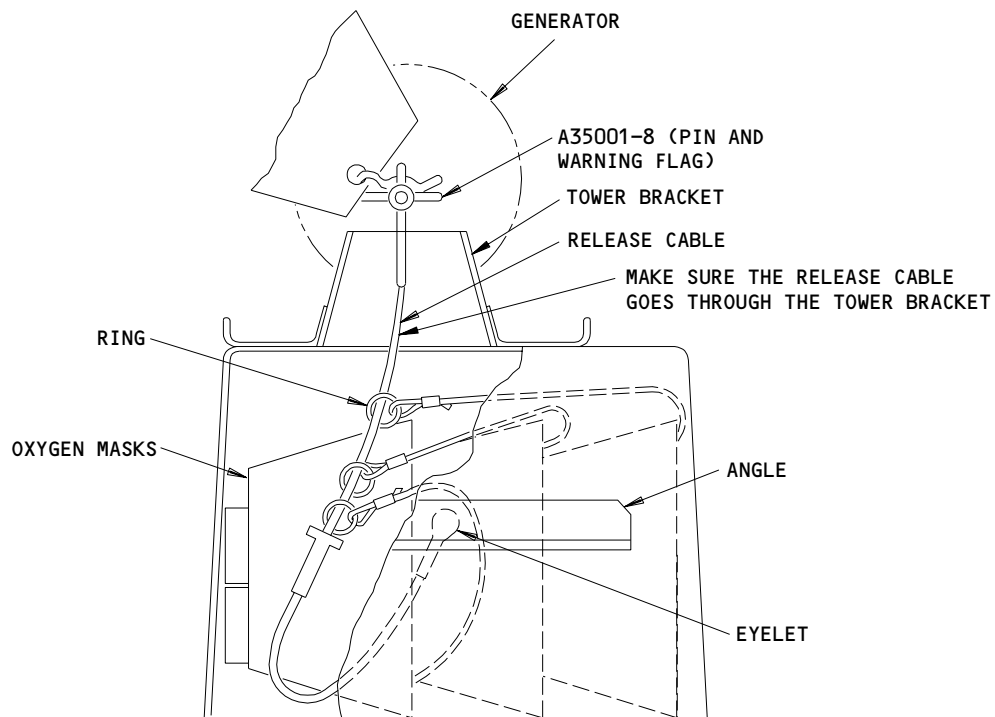 GENERATOR
A35001-8 (PIN AND
WARNING FLAG)
TOWER BRACKET
RELEASE CABLE
MAKE SURE THE RELEASE CABLE
GOES THROUGH THE TOWER BRACKET
RING
OXYGEN MASKS
ANGLE
EYELET